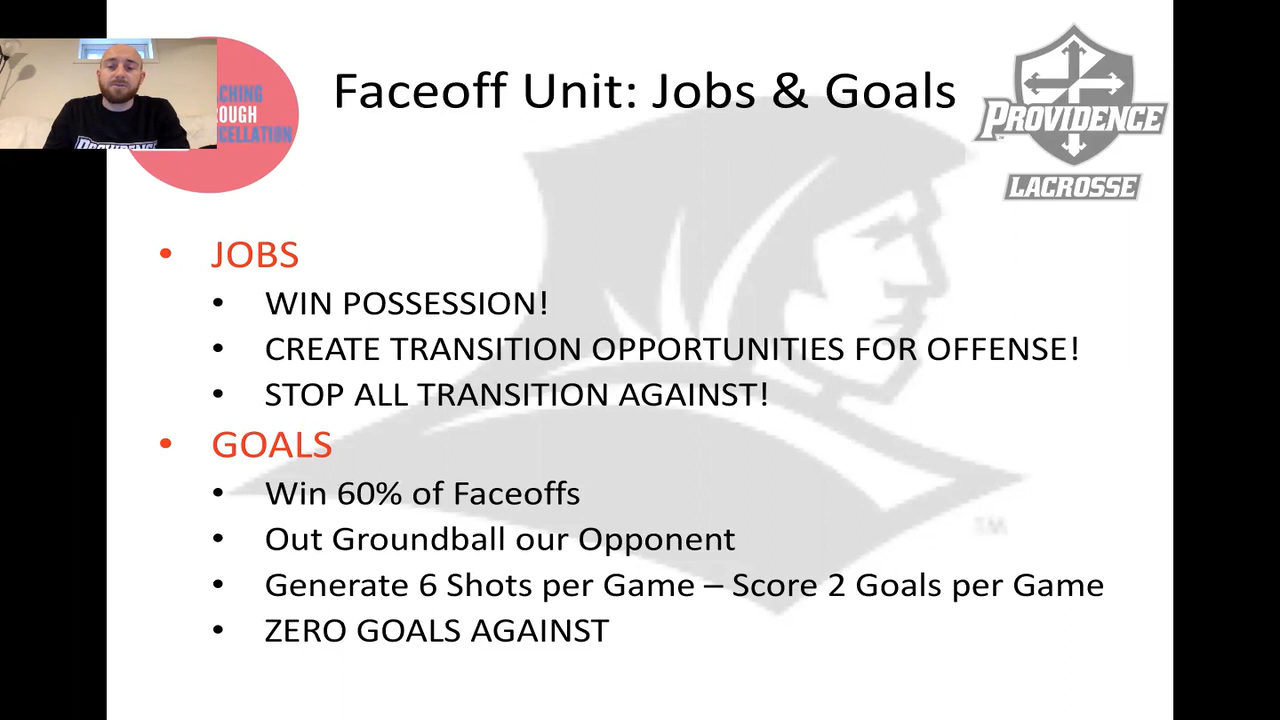 Faceoff Unit: Jobs & Goals
PROVIDENCE
LACROSSE
• JOBS
• WIN POSSESSION!
• CREATE TRANSITION OPPORTUNITIES FOR OFFENSE!
• STOP ALL TRANSITION AGAINST!
• GOALS
• Win 60% of Faceoffs
• Out Groundball our Opponent
• Generate 6 Shots per Game – Score 2 Goals per Game
• ZERO GOALS AGAINST
TM